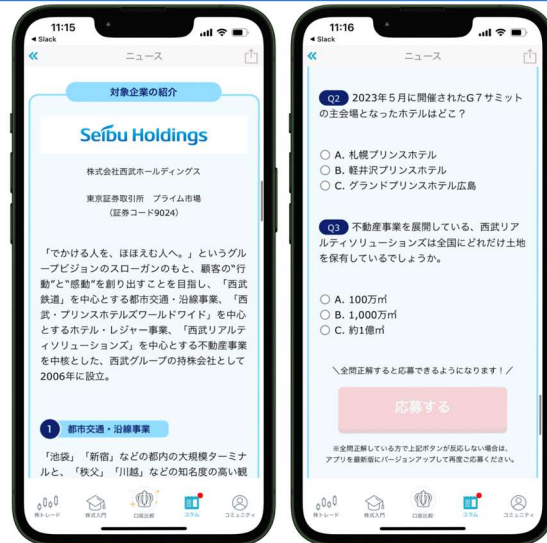 11:15
◀ Slack
ニュース
対象企業の紹介
Seibu Holdings
株式会社西武ホールディングス
東京証券取引所 プライム市場
(証券コード9024)
「でかける人を、ほほえむ人へ。」というグル
ープビジョンのスローガンのもと、顧客の“行
動”と“感動”を創り出すことを目指し、「西武
鉄道」を中心とする都市交通・沿線事業、「西
武・プリンスホテルズワールドワイド」を中心
とするホテル・レジャー事業、「西武リアルテ
ィソリューションズ」を中心とする不動産事業
を中核とした、西武グループの持株会社として
2006年に設立。
1 都市交通・沿線事業
「池袋」「新宿」などの都内の大規模ターミナ
ルと、「秩父」「川越」などの知名度の高い観
株トレード 株式入門 口座比較 コラム コミュニティ
11:16
◀ Slack
ニュース
Q2 2023年5月に開催されたG7サミット
の主会場となったホテルはどこ？
A. 札幌プリンスホテル
B. 軽井沢プリンスホテル
C. グランドプリンスホテル広島
Q3 不動産事業を展開している、西武リア
ルティソリューションズは全国にどれだけ土地
を保有しているでしょうか。
A. 100万㎡
B. 1,000万㎡
C. 約1億㎡
＼全問正解すると応募できるようになります！／
応募する
※全問正解している方で上記ボタンが反応しない場合は、
アプリを最新版にバージョンアップして再度ご応募ください。
株トレード 株式入門 口座比較 コラム コミュニティ